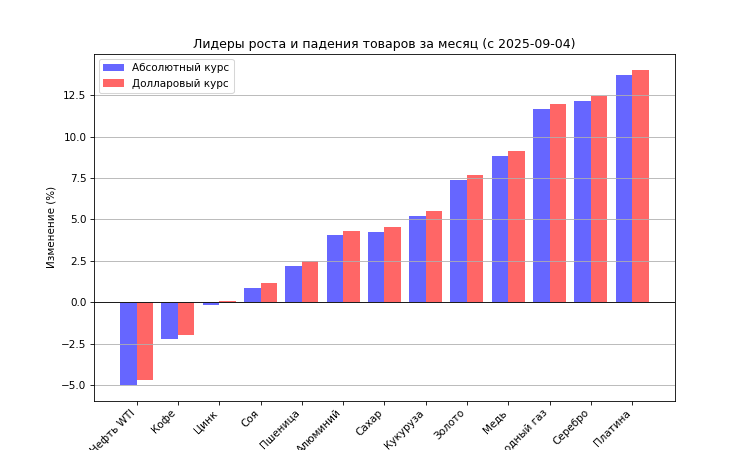 Лидеры роста и падения товаров за месяц (с 2025-09-04)
Абсолютный курс
Долларовый курс
Изменение (%)
12.5
10.0
7.5
5.0
2.5
0.0
−2.5
−5.0
Нефть WTI
Кофе
Цинк
Соя
Пшеница
Алюминий
Сахар
Кукуруза
Золото
Медь
газ
Серебро
Платина